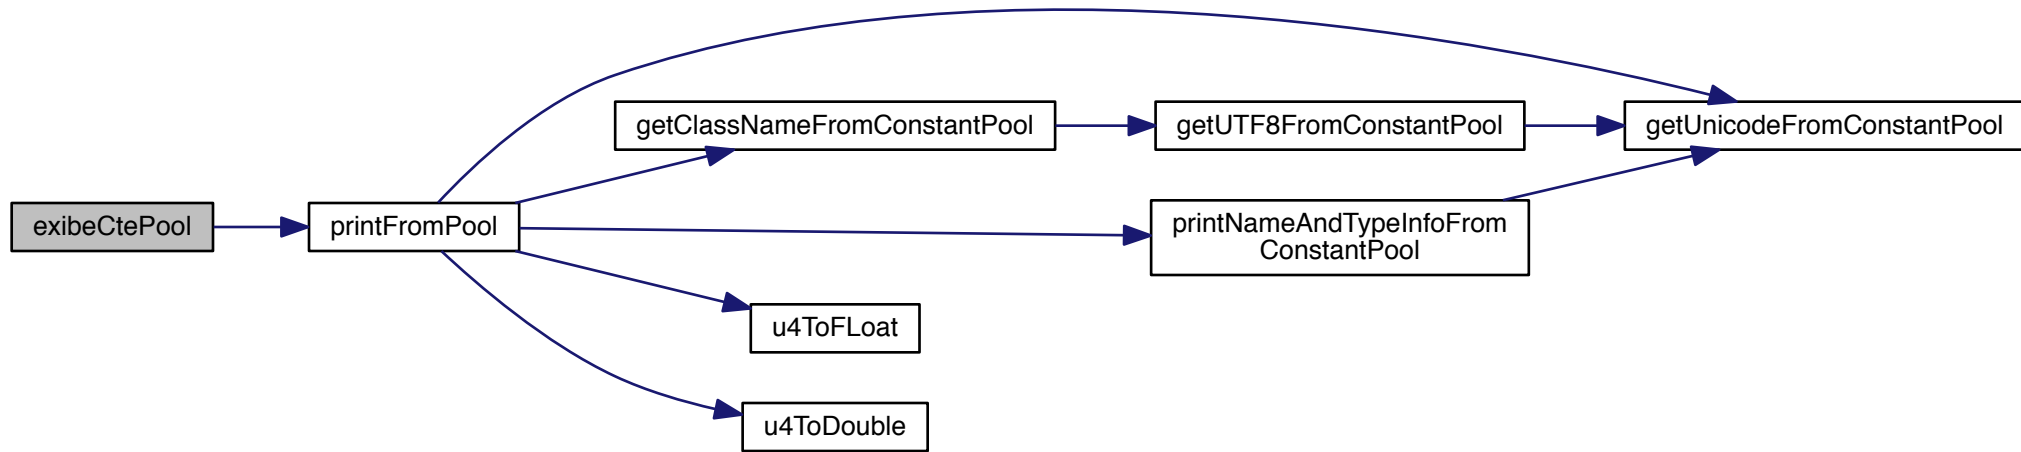 getClassNameFromConstantPool
getUTF8FromConstantPool
getUnicodeFromConstantPool
exibeCtePool
printFromPool
printNameAndTypeInfoFrom
ConstantPool
u4ToFLoat
u4ToDouble